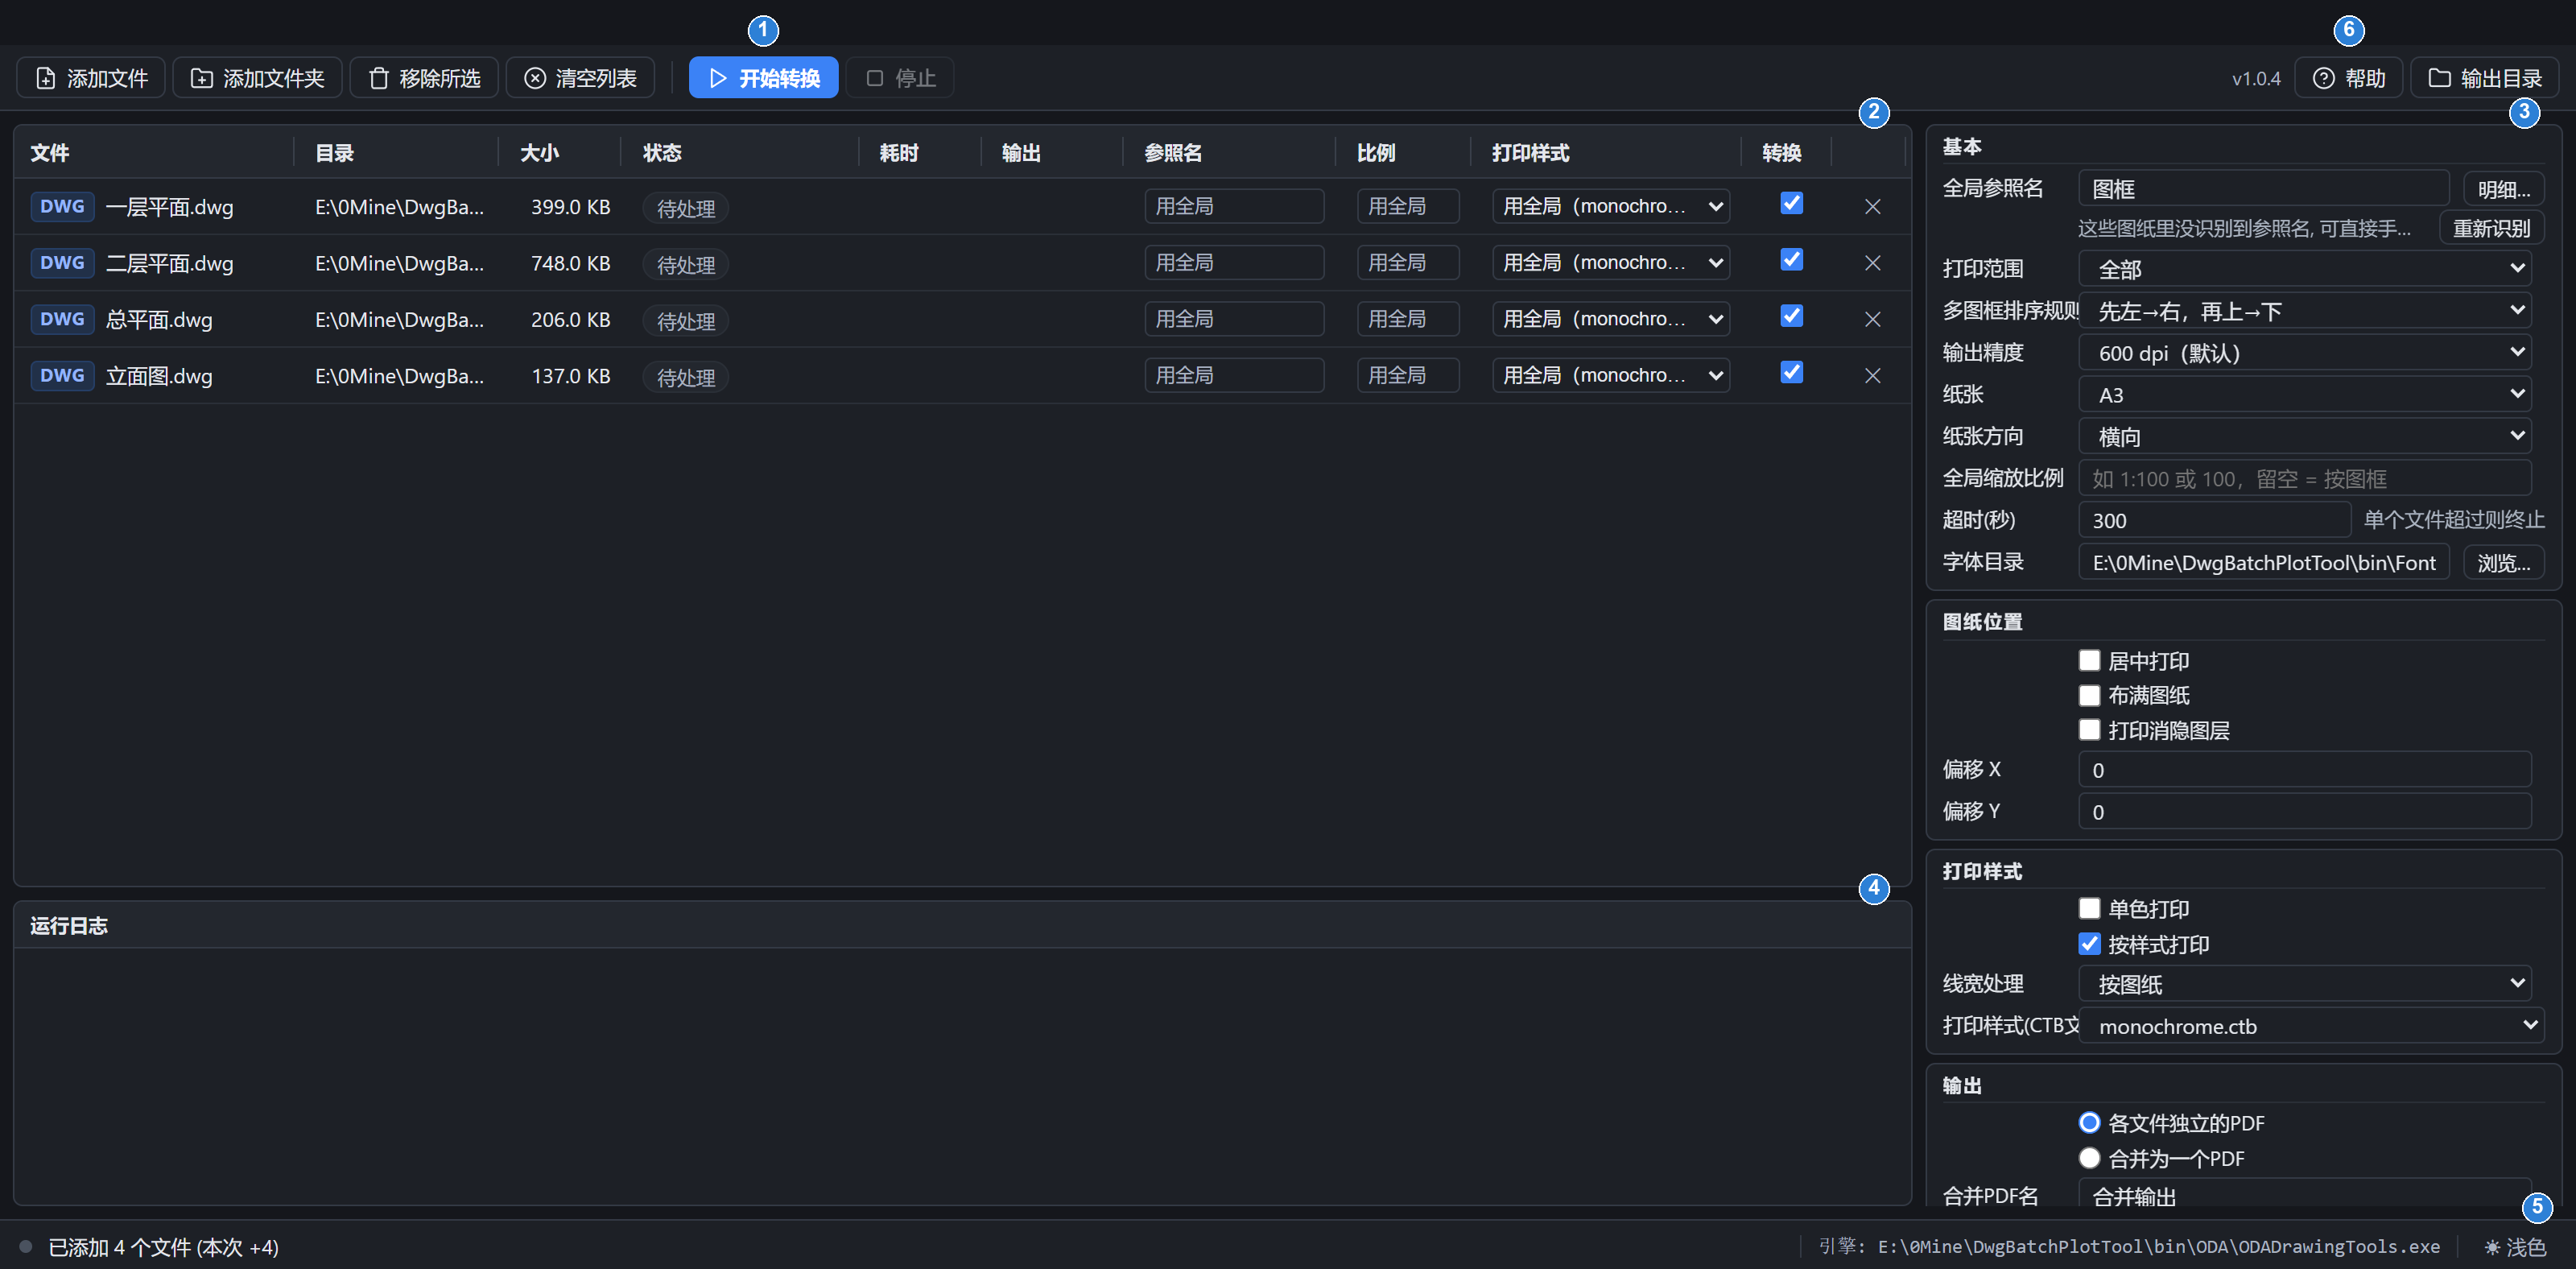 1
6
添加文件 添加文件夹 移除所选 清空列表 开始转换 停止 v1.0.4 帮助 输出目录
2
3
文件 目录 大小 状态 耗时 输出 参照名 比例 打印样式 转换
DWG 一层平面.dwg E:\0Mine\DwgBa... 399.0 KB 待处理 用全局 用全局 用全局（monochro...
DWG 二层平面.dwg E:\0Mine\DwgBa... 748.0 KB 待处理 用全局 用全局 用全局（monochro...
DWG 总平面.dwg E:\0Mine\DwgBa... 206.0 KB 待处理 用全局 用全局 用全局（monochro...
DWG 立面图.dwg E:\0Mine\DwgBa... 137.0 KB 待处理 用全局 用全局 用全局（monochro...
4
运行日志
基本
全局参照名 图框 明细...
这些图纸里没识别到参照名, 可直接手... 重新识别
打印范围 全部
多图框排序规则 先左→右，再上→下
输出精度 600 dpi（默认）
纸张 A3
纸张方向 横向
全局缩放比例 如 1:100 或 100，留空 = 按图框
超时(秒) 300 单个文件超过则终止
字体目录 E:\0Mine\DwgBatchPlotTool\bin\Font 浏览...
图纸位置
居中打印
布满图纸
打印消隐图层
偏移 X 0
偏移 Y 0
打印样式
单色打印
按样式打印
线宽处理 按图纸
打印样式(CTB文 monochrome.ctb
输出
各文件独立的PDF
合并为一个PDF
合并PDF名 合并输出
5
已添加 4 个文件 (本次 +4) 引擎: E:\0Mine\DwgBatchPlotTool\bin\ODA\ODADrawingTools.exe 浅色